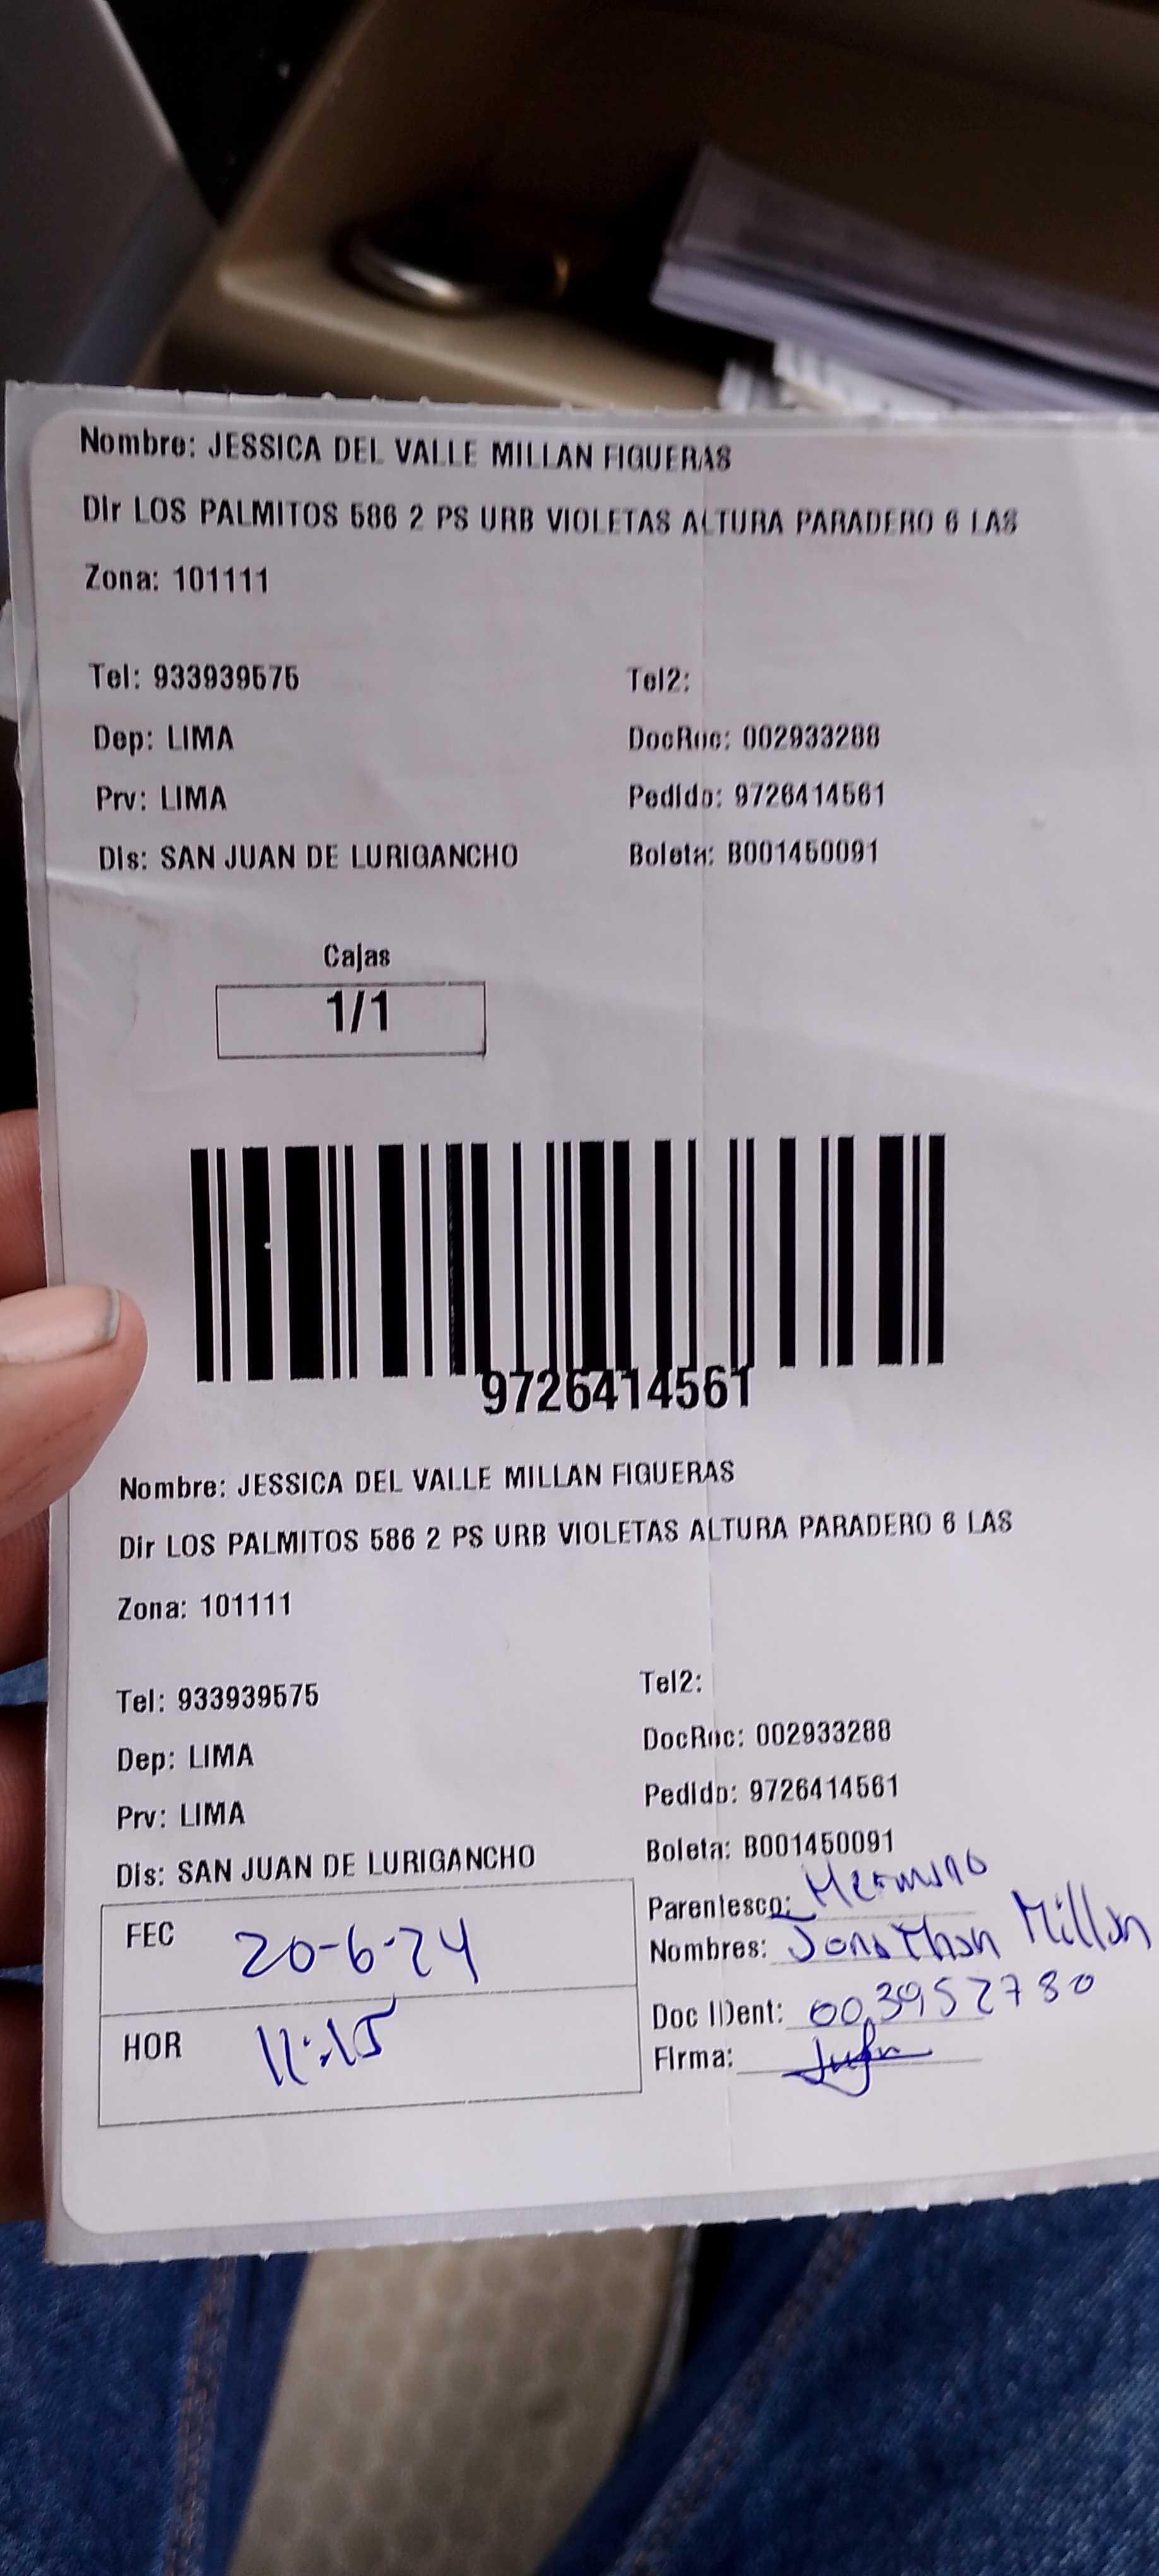 Nombre: JESSICA DEL VALLE MILLAN FIGUERAS
Dir LOS PALMITOS 586 2 PS URB VIOLETAS ALTURA PARADERO 6 LAS
Zona: 101111
Tel: 933939575 Tel2:
Dep: LIMA DocRec: 002933288
Prv: LIMA Pedido: 9726414561
Dis: SAN JUAN DE LURIGANCHO Boleta: B001450091
Cajas
1/1
9726414561
Nombre: JESSICA DEL VALLE MILLAN FIGUERAS
Dir LOS PALMITOS 586 2 PS URB VIOLETAS ALTURA PARADERO 6 LAS
Zona: 101111
Tel: 933939575 Tel2:
Dep: LIMA DocRec: 002933288
Prv: LIMA Pedido: 9726414561
Dis: SAN JUAN DE LURIGANCHO Boleta: B001450091
FEC 20-6-24
HOR 11:15
Parentesco: Hermano
Nombres: Jonathan Millan
Doc IDent: 003952780
Firma: